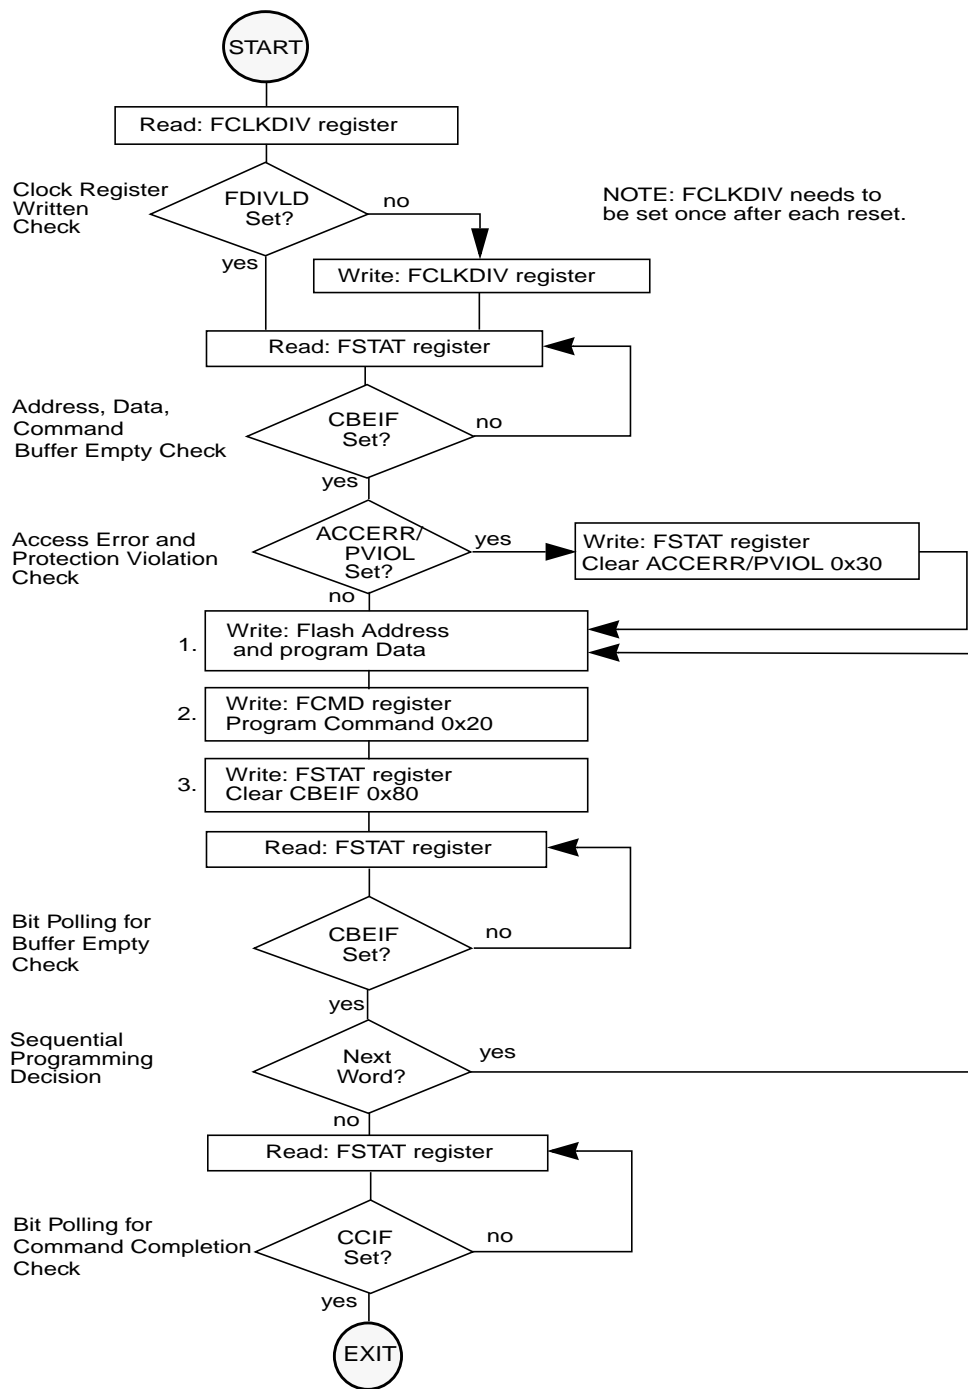 START
Read: FCLKDIV register
Clock Register
Written
Check
FDIVLD
Set?
no
yes
NOTE: FCLKDIV needs to
be set once after each reset.
Write: FCLKDIV register
Read: FSTAT register
Address, Data,
Command
Buffer Empty Check
CBEIF
Set?
no
yes
Access Error and
Protection Violation
Check
ACCERR/
PVIOL
Set?
yes
no
Write: FSTAT register
Clear ACCERR/PVIOL 0x30
1.
Write: Flash Address
and program Data
2.
Write: FCMD register
Program Command 0x20
3.
Write: FSTAT register
Clear CBEIF 0x80
Read: FSTAT register
Bit Polling for
Buffer Empty
Check
CBEIF
Set?
no
yes
Sequential
Programming
Decision
Next
Word?
yes
no
Read: FSTAT register
Bit Polling for
Command Completion
Check
CCIF
Set?
no
yes
EXIT